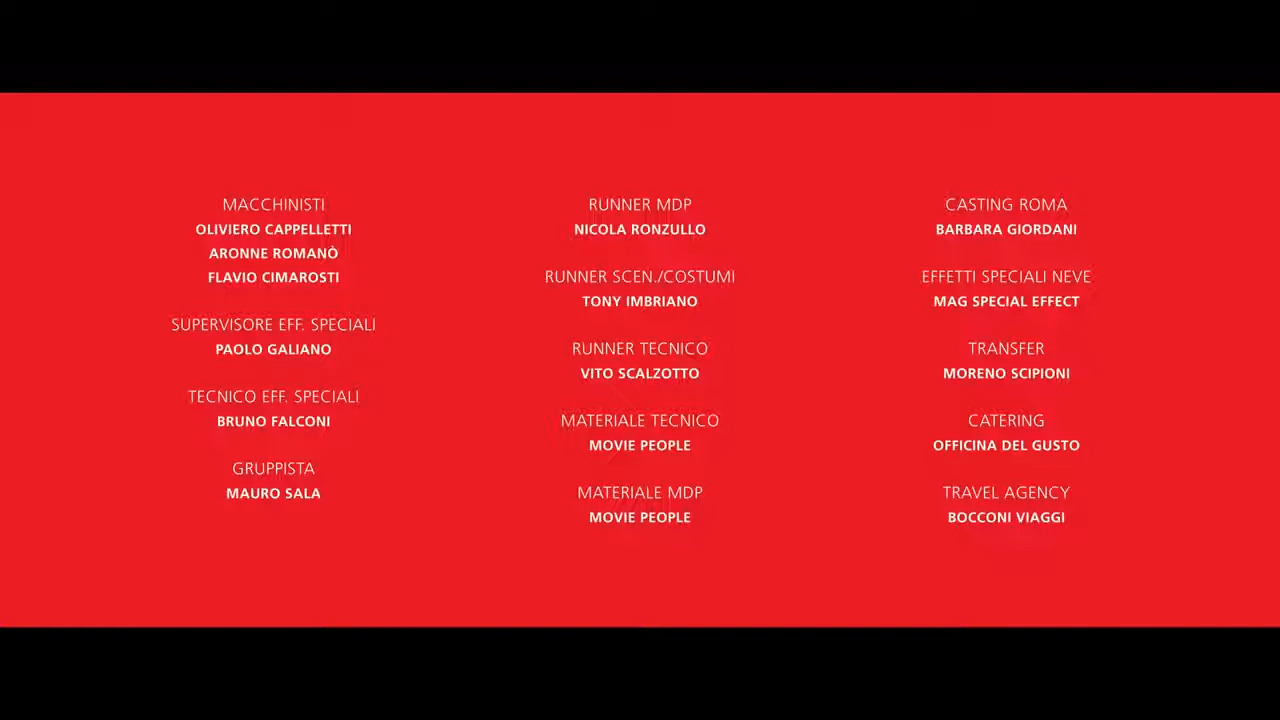 MACCHINISTI
OLIVIERO CAPPELLETTI
ARONNE ROMANÒ
FLAVIO CIMAROSTI
SUPERVISORE EFF. SPECIALI
PAOLO GALIANO
TECNICO EFF. SPECIALI
BRUNO FALCONI
GRUPPISTA
MAURO SALA
RUNNER MDP
NICOLA RONZULLO
RUNNER SCEN./COSTUMI
TONY IMBRIANO
RUNNER TECNICO
VITO SCALZOTTO
MATERIALE TECNICO
MOVIE PEOPLE
MATERIALE MDP
MOVIE PEOPLE
CASTING ROMA
BARBARA GIORDANI
EFFETTI SPECIALI NEVE
MAG SPECIAL EFFECT
TRANSFER
MORENO SCIPIONI
CATERING
OFFICINA DEL GUSTO
TRAVEL AGENCY
BOCCONI VIAGGI